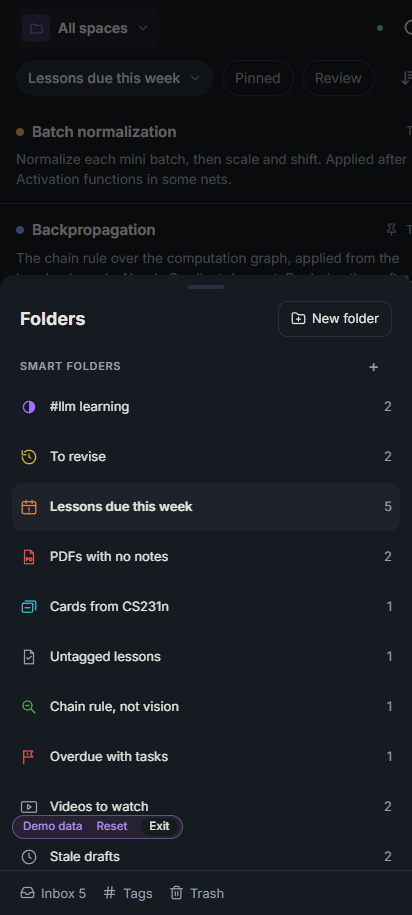 All spaces
Lessons due this week
Pinned
Review
Batch normalization
Normalize each mini batch, then scale and shift. Applied after
Activation functions in some nets.
Backpropagation
The chain rule over the computation graph, applied from the
Folders
New folder
SMART FOLDERS
+
#llm learning 2
To revise 2
Lessons due this week 5
PDFs with no notes 2
Cards from CS231n 1
Untagged lessons 1
Chain rule, not vision 1
Overdue with tasks 1
Videos to watch 2
Demo data Reset Exit
Stale drafts 2
Inbox 5 Tags Trash